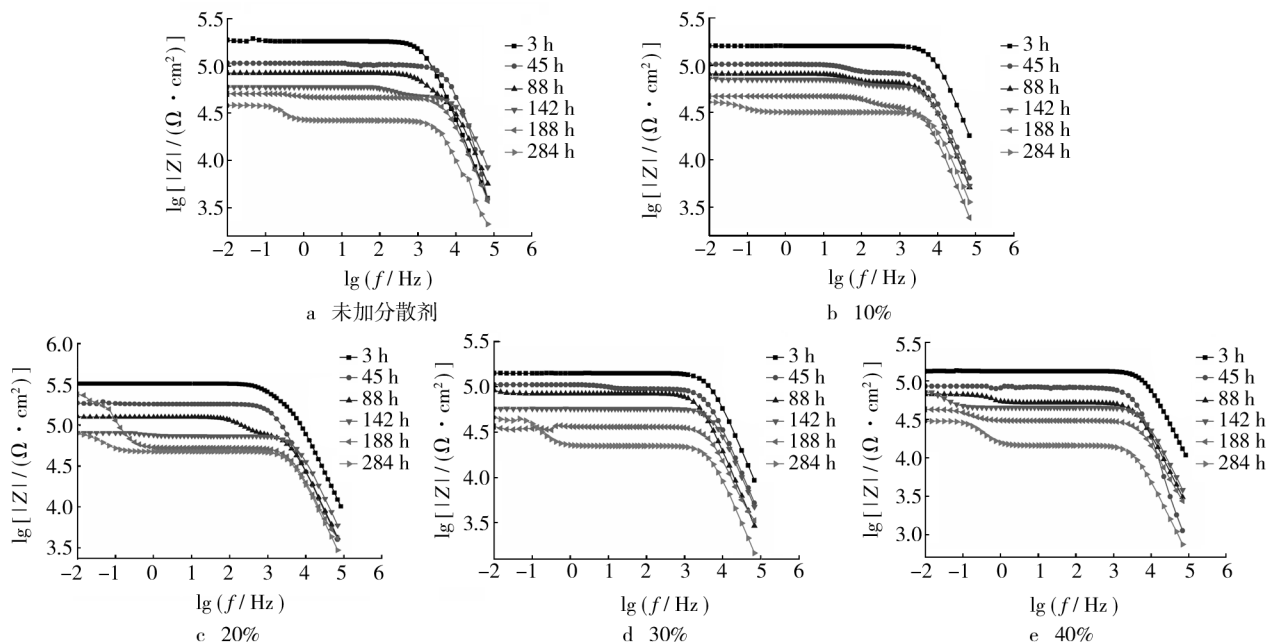 5.5
5.0
4.5
4.0
3.5
lg [ |Z| / (Ω · cm²) ]
3 h
45 h
88 h
142 h
188 h
284 h
−2 −1 0 1 2 3 4 5 6
lg (f / Hz)
a 未加分散剂
5.5
5.0
4.5
4.0
3.5
lg [ |Z| / (Ω · cm²) ]
3 h
45 h
88 h
142 h
188 h
284 h
−2 −1 0 1 2 3 4 5 6
lg (f / Hz)
b 10%
6.0
5.5
5.0
4.5
4.0
3.5
lg [ |Z| / (Ω · cm²) ]
3 h
45 h
88 h
142 h
188 h
284 h
−2 −1 0 1 2 3 4 5 6
lg (f / Hz)
c 20%
5.5
5.0
4.5
4.0
3.5
lg [ |Z| / (Ω · cm²) ]
3 h
45 h
88 h
142 h
188 h
284 h
−2 −1 0 1 2 3 4 5 6
lg (f / Hz)
d 30%
5.5
5.0
4.5
4.0
3.5
3.0
lg [ |Z| / (Ω · cm²) ]
3 h
45 h
88 h
142 h
188 h
284 h
−2 −1 0 1 2 3 4 5 6
lg (f / Hz)
e 40%